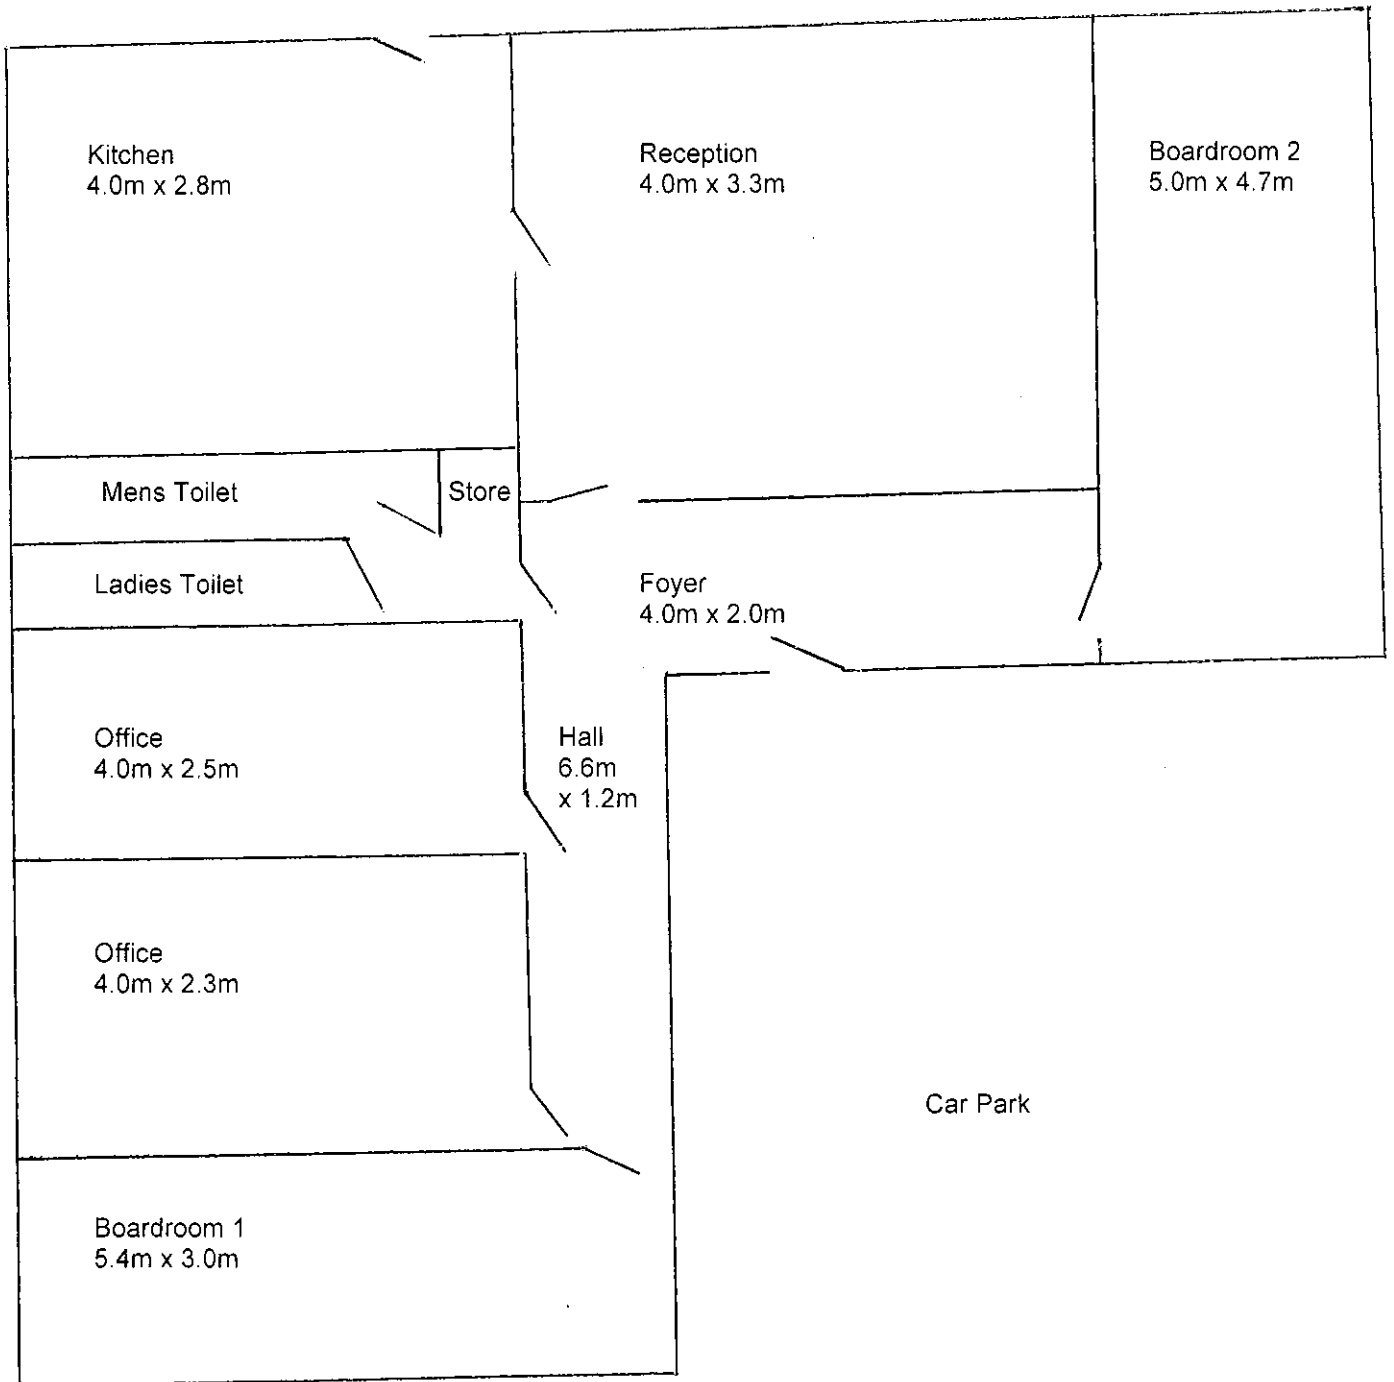 Kitchen
4.0m x 2.8m
Reception
4.0m x 3.3m
Boardroom 2
5.0m x 4.7m
Mens Toilet
Store
Ladies Toilet
Foyer
4.0m x 2.0m
Office
4.0m x 2.5m
Hall
6.6m
x 1.2m
Office
4.0m x 2.3m
Car Park
Boardroom 1
5.4m x 3.0m